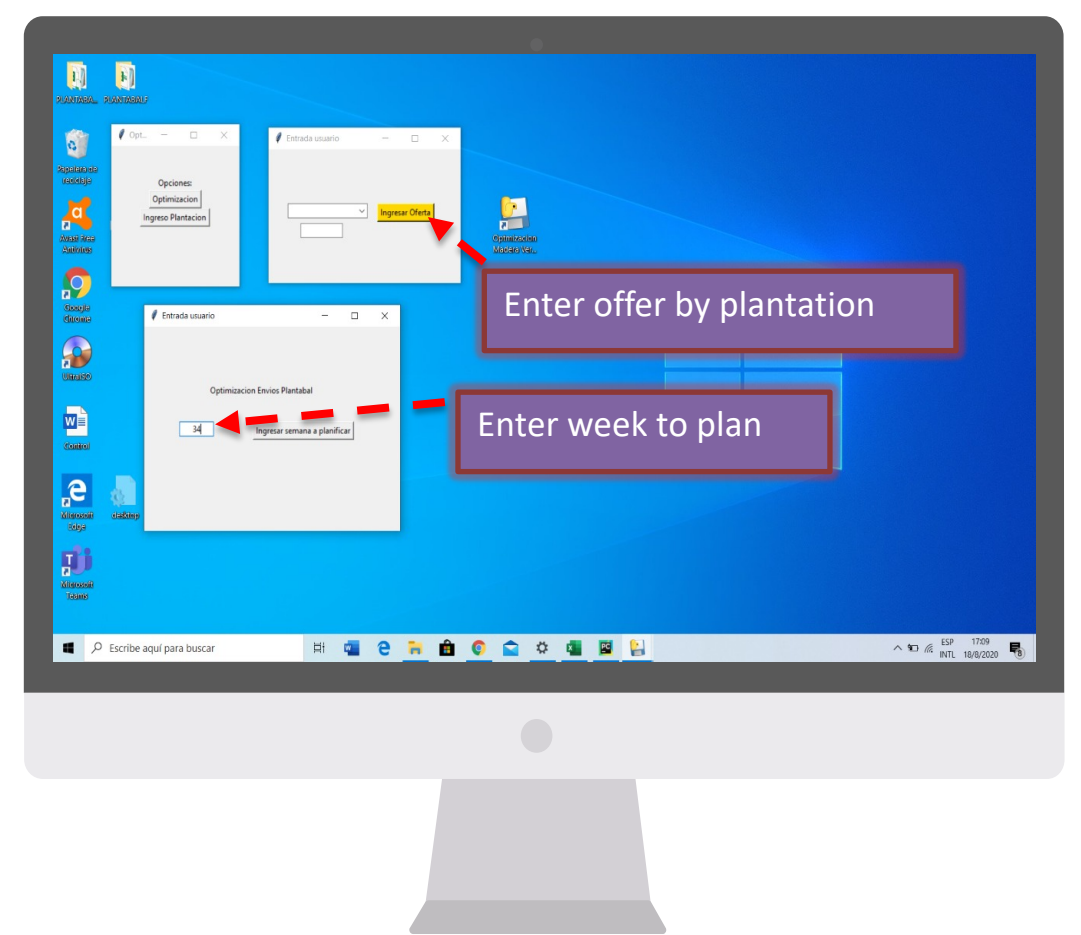 PLANTABA... PLANTABALF
Opt..
Opciones:
Optimizacion
Ingreso Plantacion
Entrada usuario
Ingresar Oferta
Papelera de
reciclaje
Avast Free
Antivirus
Optimizacion
Madera Ver...
Enter offer by plantation
Google
Chrome
Entrada usuario
Optimizacion Envios Plantabal
34
Ingresar semana a planificar
Enter week to plan
UltraISO
W
Control
Microsoft
Edge
desktop
T
Microsoft
Teams
Escribe aquí para buscar
PC
ESP
INTL
17:09
18/8/2020
8